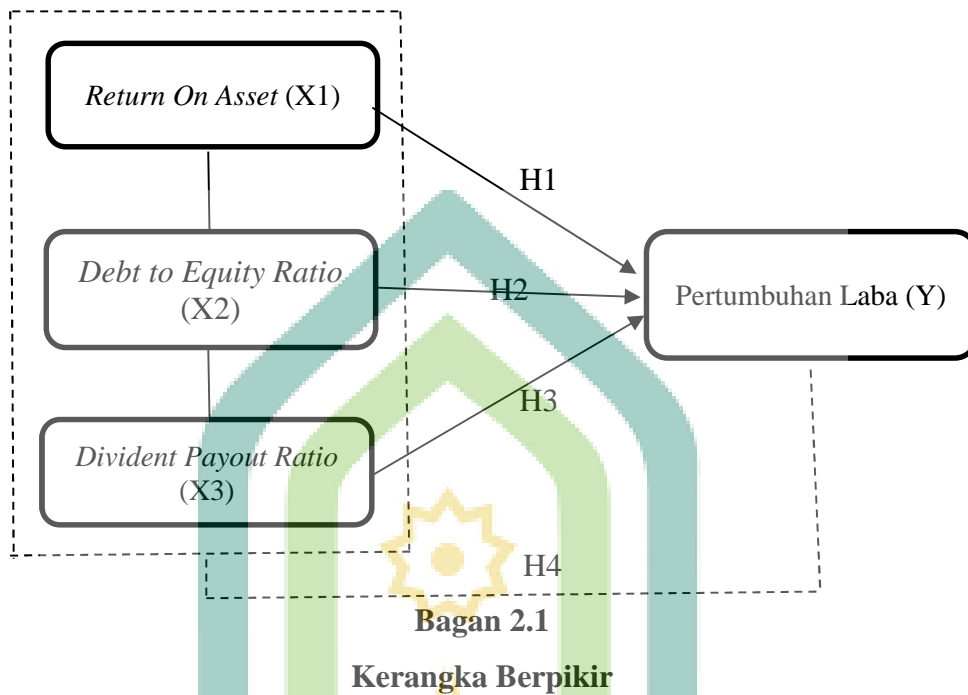 Return On Asset (X1)
H1
Debt to Equity Ratio
(X2)
H2
Pertumbuhan Laba (Y)
H3
Divident Payout Ratio
(X3)
H4
Bagan 2.1
Kerangka Berpikir